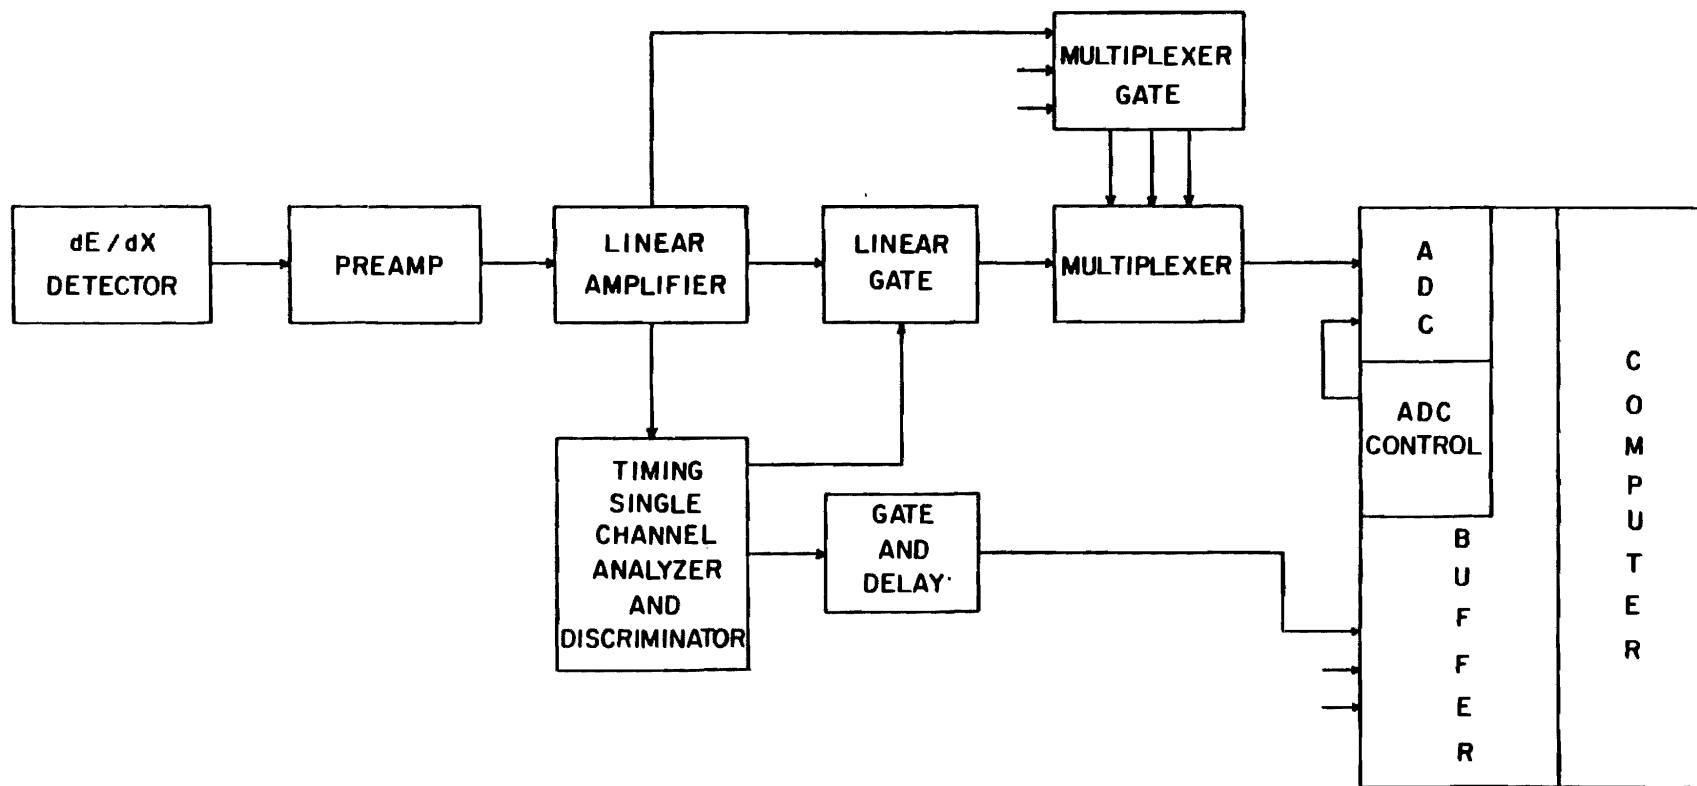 MULTIPLEXER
GATE
dE/dX
DETECTOR
PREAMP
LINEAR
AMPLIFIER
LINEAR
GATE
MULTIPLEXER
A
D
C
ADC
CONTROL
TIMING
SINGLE
CHANNEL
ANALYZER
AND
DISCRIMINATOR
GATE
AND
DELAY
B
U
F
F
E
R
C
O
M
P
U
T
E
R